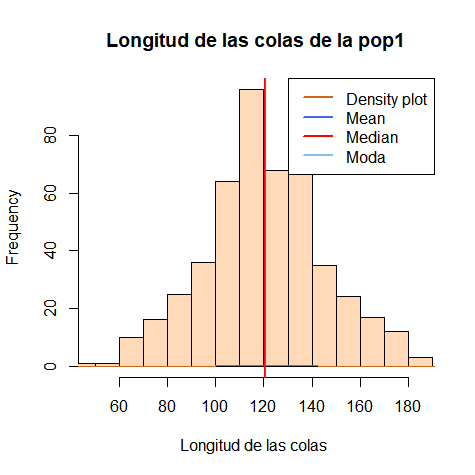 Longitud de las colas de la pop1
Density plot
Mean
Median
Moda
Frequency
80
60
40
20
0
60 80 100 120 140 160 180
Longitud de las colas